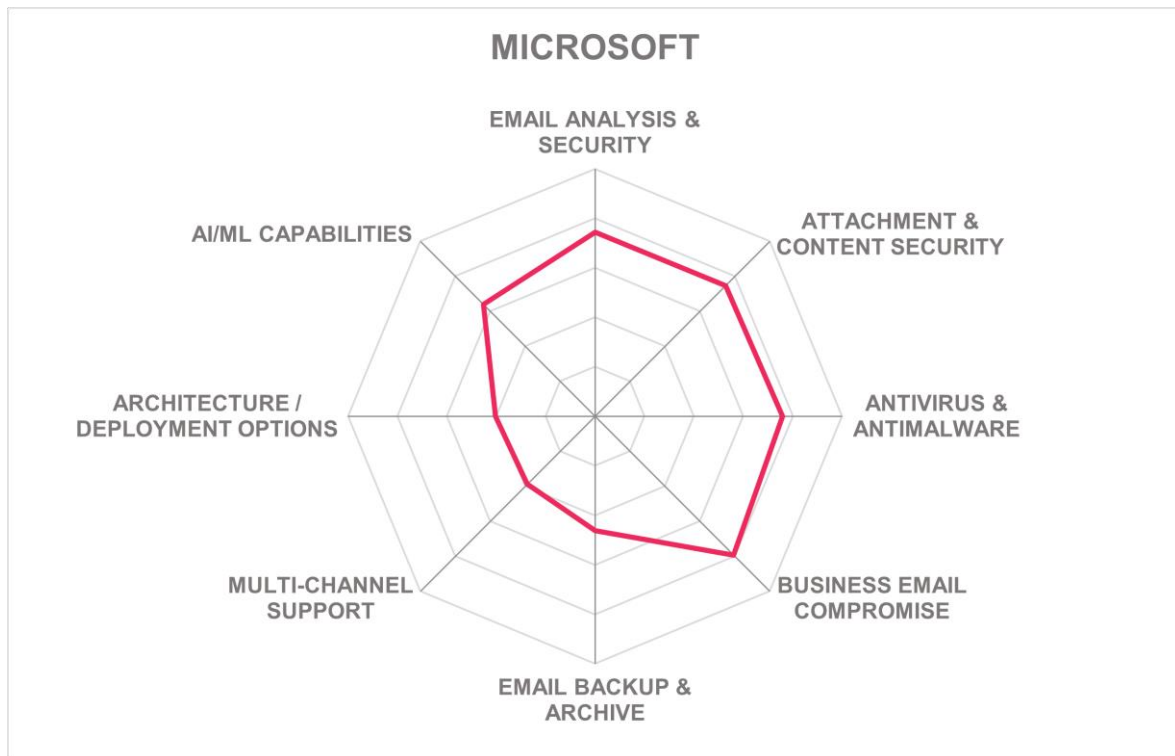 MICROSOFT
EMAIL ANALYSIS &
SECURITY
ATTACHMENT &
CONTENT SECURITY
AI/ML CAPABILITIES
ANTIVIRUS &
ANTIMALWARE
ARCHITECTURE /
DEPLOYMENT OPTIONS
BUSINESS EMAIL
COMPROMISE
MULTI-CHANNEL
SUPPORT
EMAIL BACKUP &
ARCHIVE